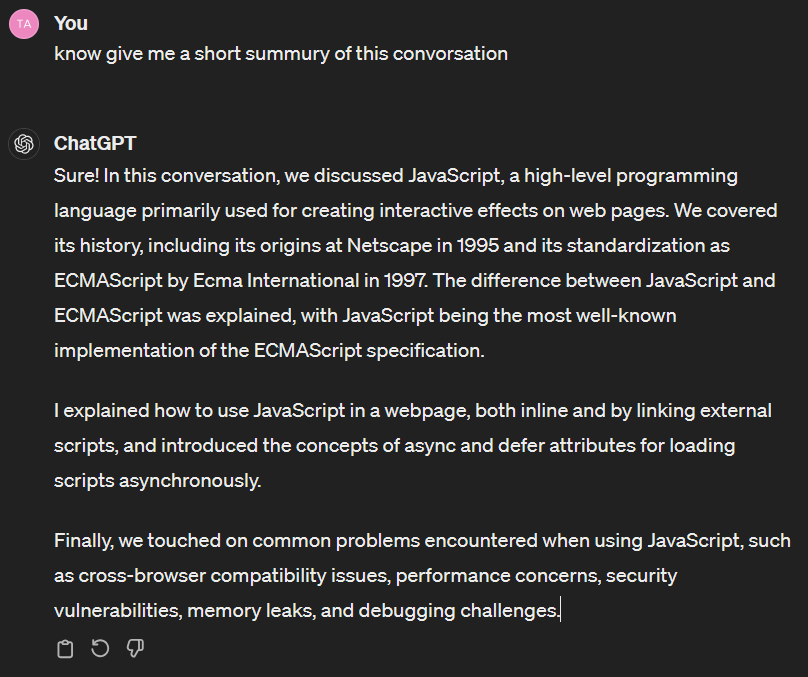 TA
You
know give me a short summury of this convorsation
ChatGPT
Sure! In this conversation, we discussed JavaScript, a high-level programming
language primarily used for creating interactive effects on web pages. We covered
its history, including its origins at Netscape in 1995 and its standardization as
ECMAScript by Ecma International in 1997. The difference between JavaScript and
ECMAScript was explained, with JavaScript being the most well-known
implementation of the ECMAScript specification.
I explained how to use JavaScript in a webpage, both inline and by linking external
scripts, and introduced the concepts of async and defer attributes for loading
scripts asynchronously.
Finally, we touched on common problems encountered when using JavaScript, such
as cross-browser compatibility issues, performance concerns, security
vulnerabilities, memory leaks, and debugging challenges.